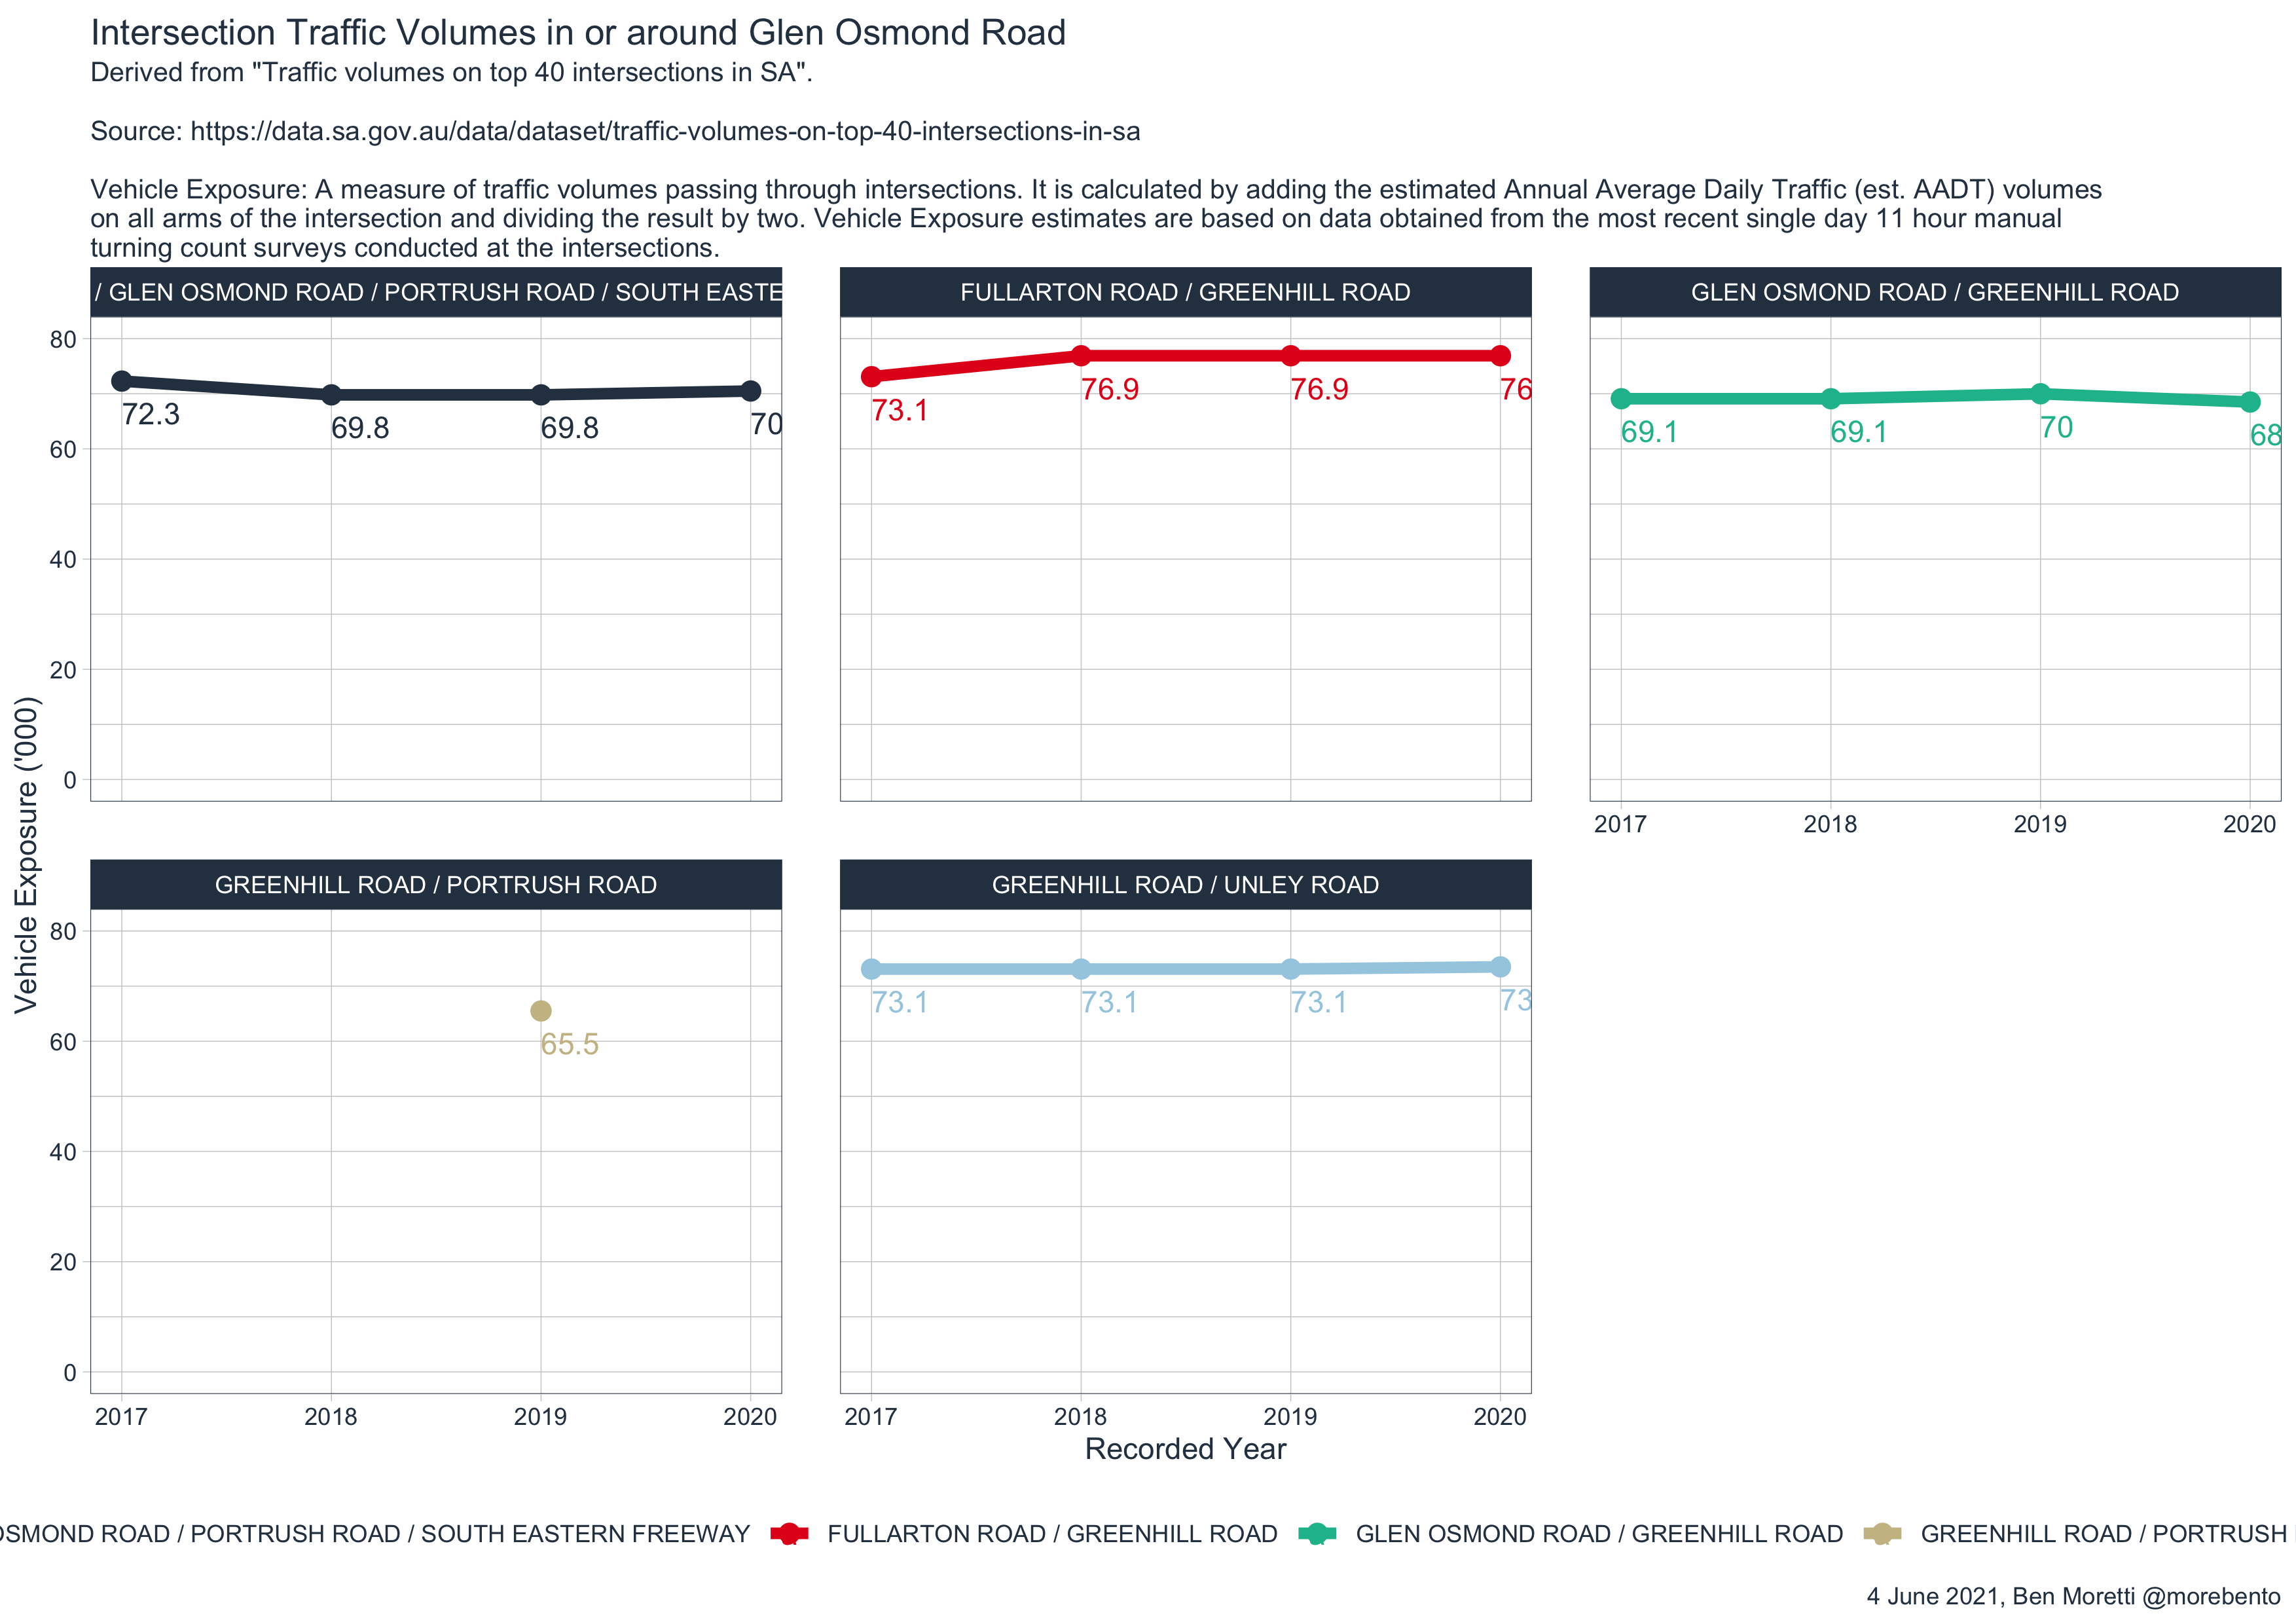 Intersection Traffic Volumes in or around Glen Osmond Road
Derived from "Traffic volumes on top 40 intersections in SA".
Source: https://data.sa.gov.au/data/dataset/traffic-volumes-on-top-40-intersections-in-sa
Vehicle Exposure: A measure of traffic volumes passing through intersections. It is calculated by adding the estimated Annual Average Daily Traffic (est. AADT) volumes
on all arms of the intersection and dividing the result by two. Vehicle Exposure estimates are based on data obtained from the most recent single day 11 hour manual
turning count surveys conducted at the intersections.
/ GLEN OSMOND ROAD / PORTRUSH ROAD / SOUTH EASTE
FULLARTON ROAD / GREENHILL ROAD
GLEN OSMOND ROAD / GREENHILL ROAD
80
60
40
20
0
72.3
69.8
69.8
70
73.1
76.9
76.9
76
69.1
69.1
70
68
2017
2018
2019
2020
Vehicle Exposure ('000)
GREENHILL ROAD / PORTRUSH ROAD
GREENHILL ROAD / UNLEY ROAD
80
60
40
20
0
65.5
73.1
73.1
73.1
73
2017
2018
2019
2020
2017
2018
2019
2020
Recorded Year
OSMOND ROAD / PORTRUSH ROAD / SOUTH EASTERN FREEWAY
FULLARTON ROAD / GREENHILL ROAD
GLEN OSMOND ROAD / GREENHILL ROAD
GREENHILL ROAD / PORTRUSH
4 June 2021, Ben Moretti @morebento